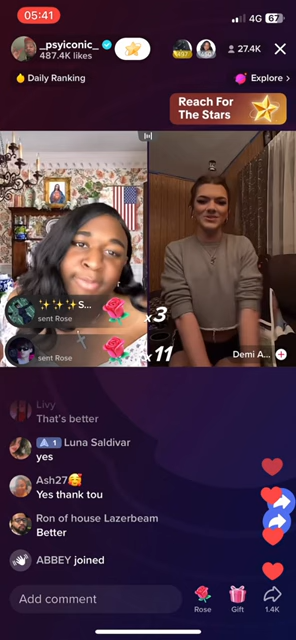 05:41
4G 67
_psyiconic_
487.4K likes
27.4K
Daily Ranking
Explore >
Reach For
The Stars
✨✨✨S...
sent Rose
x3
sent Rose
x11
Demi A...
Livy
That's better
1 Luna Saldivar
yes
Ash27🥰
Yes thank tou
Ron of house Lazerbeam
Better
ABBEY joined
Add comment
Rose
Gift
1.4K